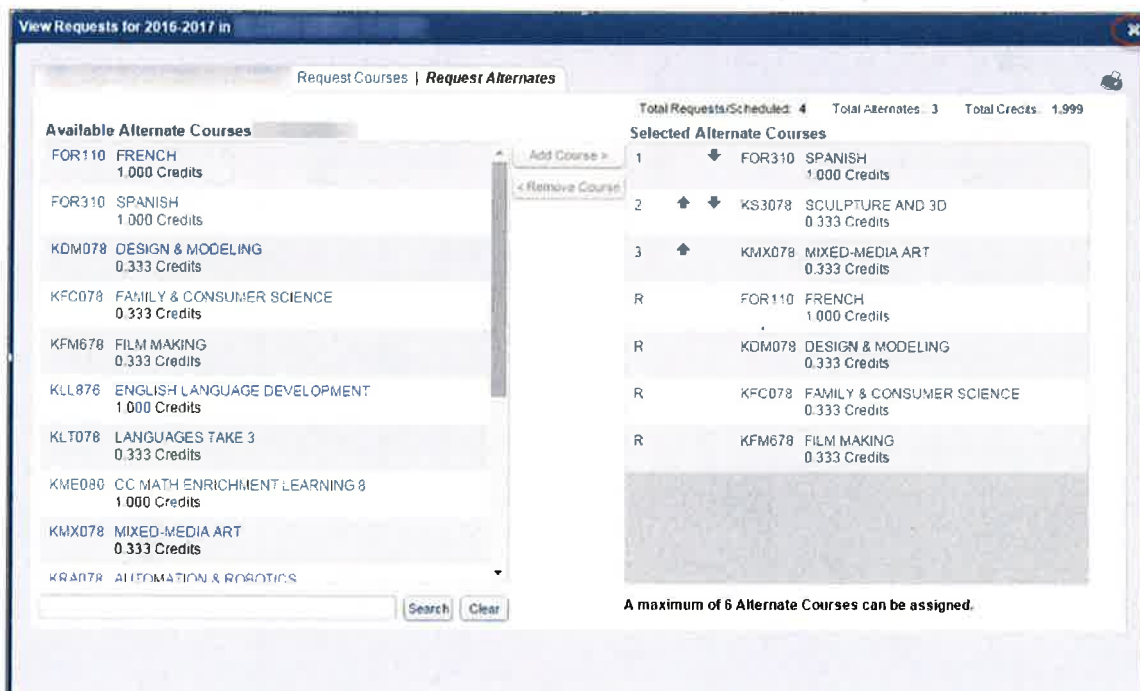 View Requests for 2016-2017 in
Request Courses | Request Alternates
Total Requests/Scheduled: 4 Total Alternates: 3 Total Credits: 1.999
Available Alternate Courses
FOR110 FRENCH
1.000 Credits
FOR310 SPANISH
1.000 Credits
KDM078 DESIGN & MODELING
0.333 Credits
KFC078 FAMILY & CONSUMER SCIENCE
0.333 Credits
KFM678 FILM MAKING
0.333 Credits
KLL876 ENGLISH LANGUAGE DEVELOPMENT
1.000 Credits
KLT078 LANGUAGES TAKE 3
0.333 Credits
KME080 CC MATH ENRICHMENT LEARNING 8
1.000 Credits
KMX078 MIXED-MEDIA ART
0.333 Credits
KRA078 AUTOMATION & ROBOTICS
Search Clear
Add Course >
< Remove Course
Selected Alternate Courses
1 FOR310 SPANISH
1.000 Credits
2 KS3078 SCULPTURE AND 3D
0.333 Credits
3 KMX078 MIXED-MEDIA ART
0.333 Credits
R FOR110 FRENCH
1.000 Credits
R KDM078 DESIGN & MODELING
0.333 Credits
R KFC078 FAMILY & CONSUMER SCIENCE
0.333 Credits
R KFM678 FILM MAKING
0.333 Credits
A maximum of 6 Alternate Courses can be assigned.